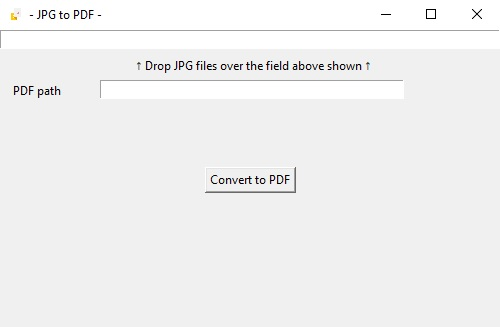 - JPG to PDF -
↑ Drop JPG files over the field above shown ↑
PDF path
Convert to PDF